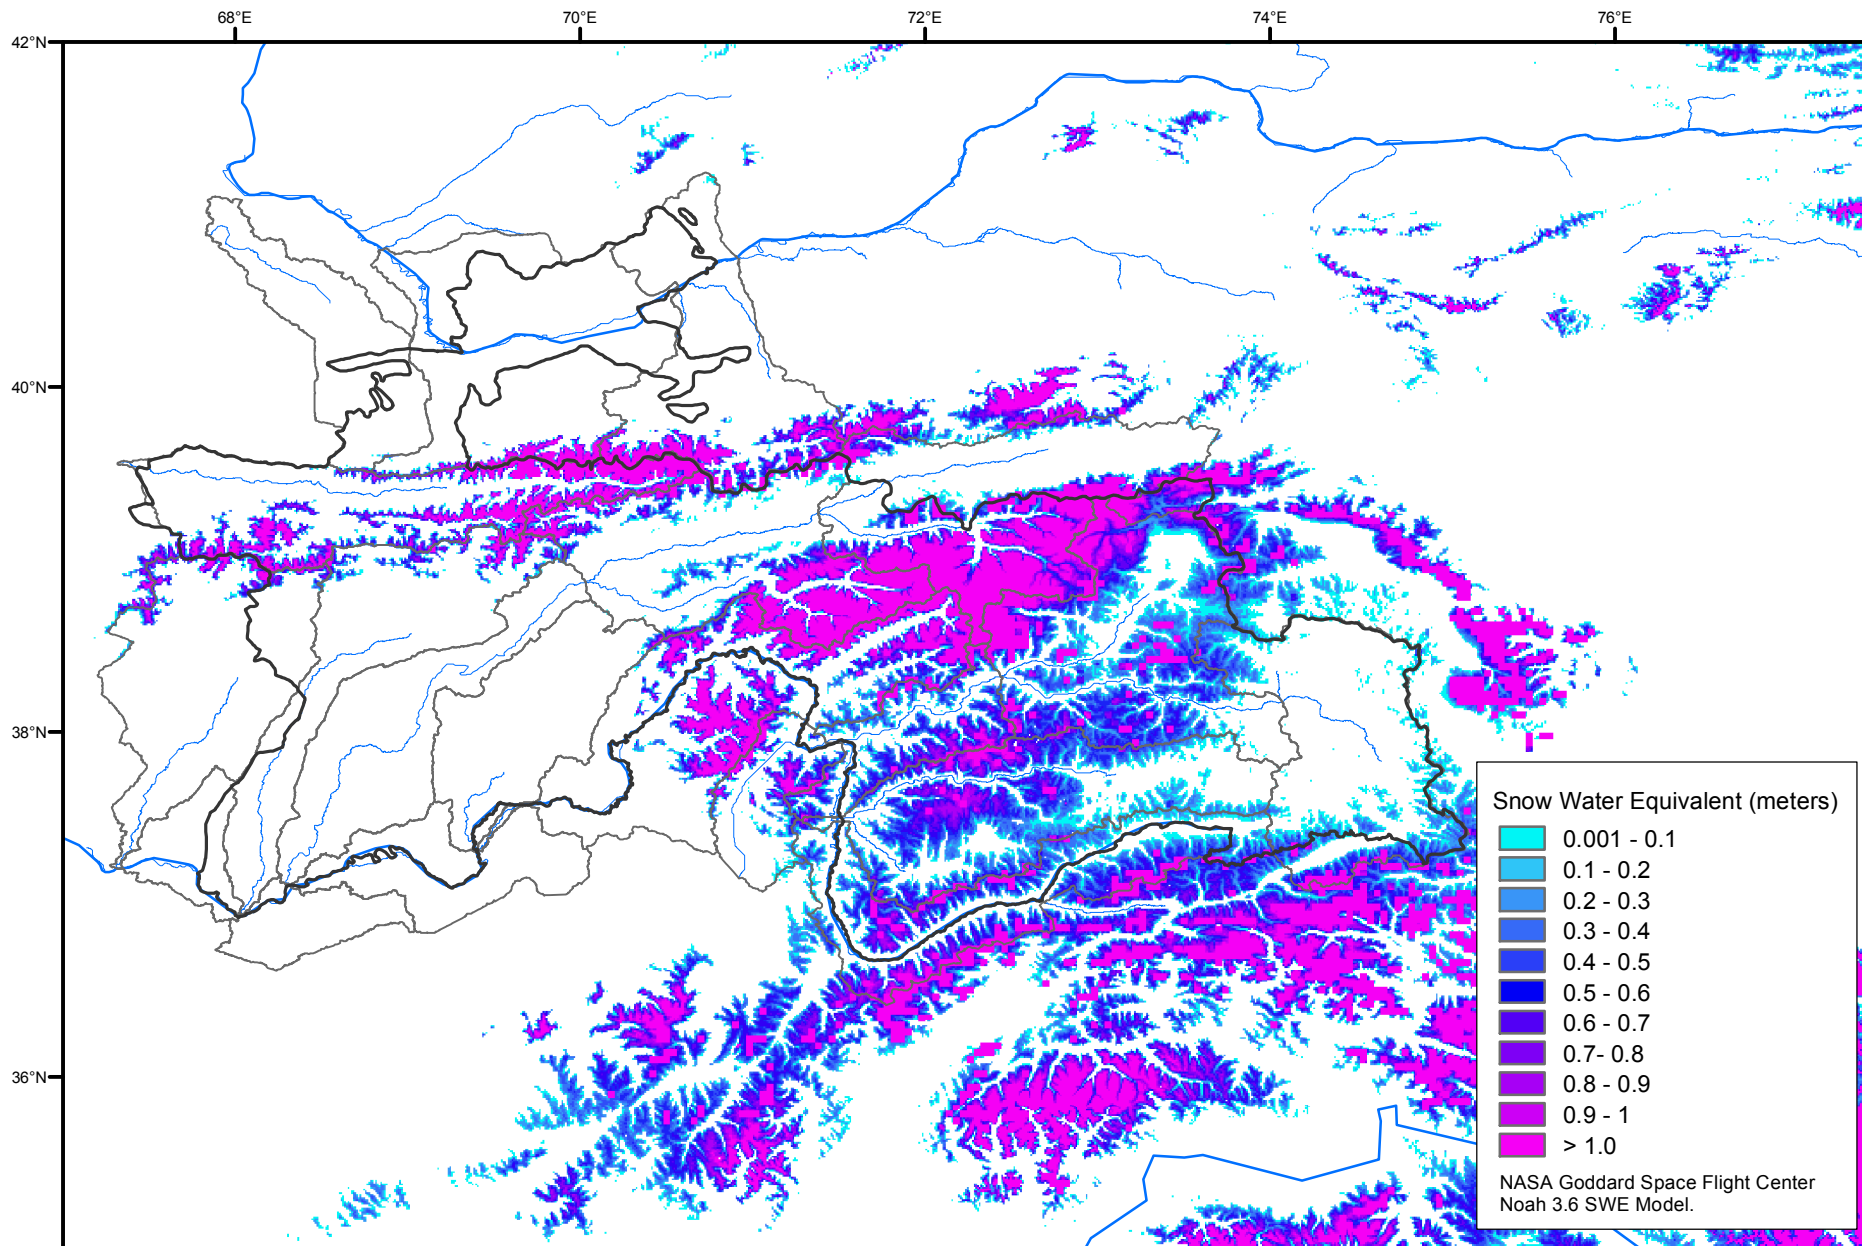 68°E
70°E
72°E
74°E
76°E
42°N
40°N
38°N
36°N
Snow Water Equivalent (meters)
0.001 - 0.1
0.1 - 0.2
0.2 - 0.3
0.3 - 0.4
0.4 - 0.5
0.5 - 0.6
0.6 - 0.7
0.7- 0.8
0.8 - 0.9
0.9 - 1
> 1.0
NASA Goddard Space Flight Center
Noah 3.6 SWE Model.